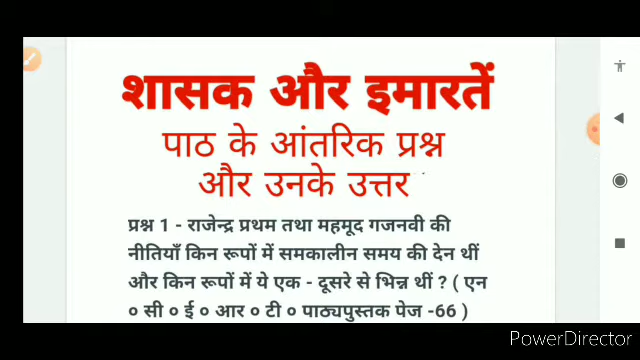 शासक और इमारतें
पाठ के आंतरिक प्रश्न
और उनके उत्तर
प्रश्न 1 - राजेन्द्र प्रथम तथा महमूद गजनवी की
नीतियाँ किन रूपों में समकालीन समय की देन थीं
और किन रूपों में ये एक - दूसरे से भिन्न थीं ? ( एन
० सी ० ई ० आर ० टी ० पाठ्यपुस्तक पेज -66 )
PowerDirector